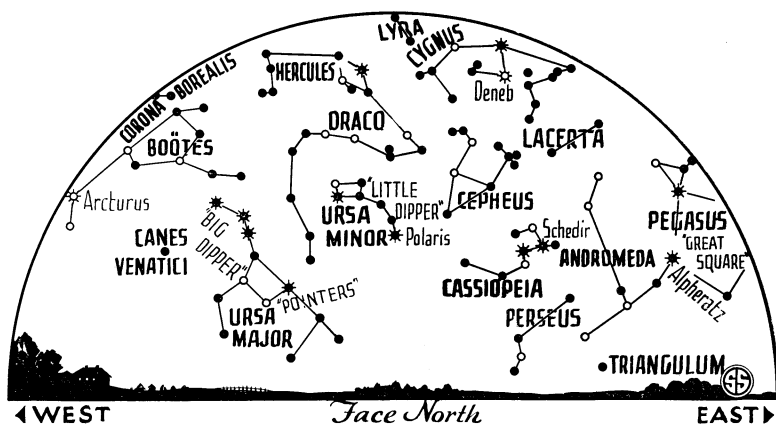 LYRA
CYGNUS
HERCULES
CORONA BOREALIS
Deneb
DRACO
LACERTA
BOÖTES
Arcturus
"LITTLE
DIPPER"
URSA
MINOR
Polaris
CEPHEUS
"BIG
DIPPER"
CANES
VENATICI
Schedir
PEGASUS
"GREAT
SQUARE"
ANDROMEDA
Alpheratz
CASSIOPEIA
"POINTERS"
URSA
MAJOR
PERSEUS
TRIANGULUM
SS
WEST
Face North
EAST